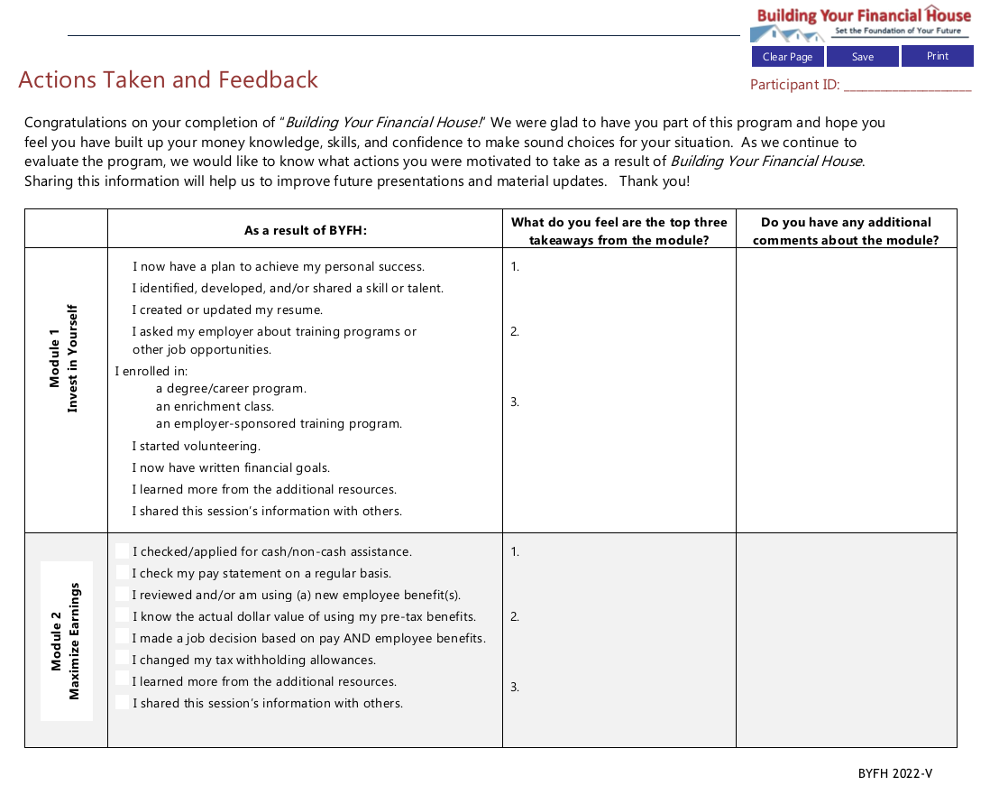 Building Your Financial House
Set the Foundation of Your Future
Clear Page Save Print
Actions Taken and Feedback
Participant ID: ____________________
Congratulations on your completion of “Building Your Financial House!” We were glad to have you part of this program and hope you
feel you have built up your money knowledge, skills, and confidence to make sound choices for your situation.  As we continue to
evaluate the program, we would like to know what actions you were motivated to take as a result of Building Your Financial House.
Sharing this information will help us to improve future presentations and material updates.   Thank you!
As a result of BYFH:
What do you feel are the top three
takeaways from the module?
Do you have any additional
comments about the module?
Module 1
Invest in Yourself
I now have a plan to achieve my personal success.
I identified, developed, and/or shared a skill or talent.
I created or updated my resume.
I asked my employer about training programs or
other job opportunities.
I enrolled in:
a degree/career program.
an enrichment class.
an employer-sponsored training program.
I started volunteering.
I now have written financial goals.
I learned more from the additional resources.
I shared this session’s information with others.
1.
2.
3.
Module 2
Maximize Earnings
I checked/applied for cash/non-cash assistance.
I check my pay statement on a regular basis.
I reviewed and/or am using (a) new employee benefit(s).
I know the actual dollar value of using my pre-tax benefits.
I made a job decision based on pay AND employee benefits.
I changed my tax withholding allowances.
I learned more from the additional resources.
I shared this session’s information with others.
1.
2.
3.
BYFH 2022-V